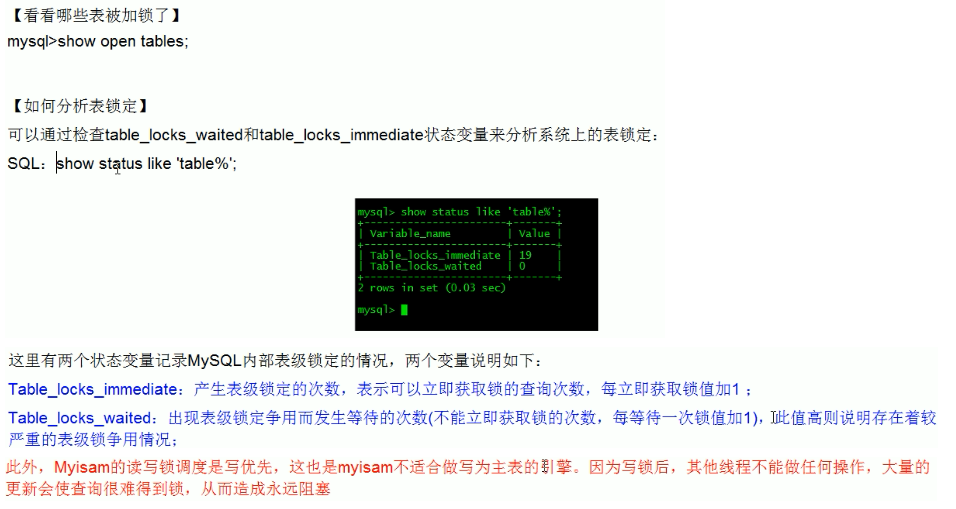 【看看哪些表被加锁了】
mysql>show open tables;
【如何分析表锁定】
可以通过检查table_locks_waited和table_locks_immediate状态变量来分析系统上的表锁定：
SQL：show status like 'table%';
mysql> show status like 'table%';
+-----------------------+-------+
| Variable_name | Value |
+-----------------------+-------+
| Table_locks_immediate | 19 |
| Table_locks_waited | 0 |
+-----------------------+-------+
2 rows in set (0.03 sec)
mysql>
这里有两个状态变量记录MySQL内部表级锁定的情况，两个变量说明如下：
Table_locks_immediate：产生表级锁定的次数，表示可以立即获取锁的查询次数，每立即获取锁值加1 ；
Table_locks_waited：出现表级锁定争用而发生等待的次数(不能立即获取锁的次数，每等待一次锁值加1)，此值高则说明存在着较
严重的表级锁争用情况；
此外，Myisam的读写锁调度是写优先，这也是myisam不适合做写为主表的引擎。因为写锁后，其他线程不能做任何操作，大量的
更新会使查询很难得到锁，从而造成永远阻塞